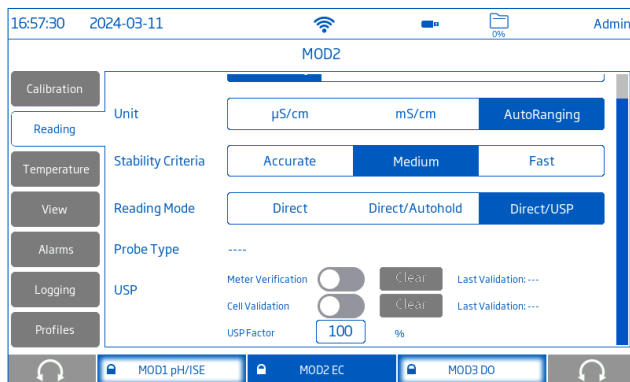 16:57:30 2024-03-11 0% Admin
MOD2
Calibration
Reading
Temperature
View
Alarms
Logging
Profiles
Unit µS/cm mS/cm AutoRanging
Stability Criteria Accurate Medium Fast
Reading Mode Direct Direct/Autohold Direct/USP
Probe Type ----
USP Meter Verification Clear Last Validation: ---
Cell Validation Clear Last Validation: ---
USP Factor 100 %
MOD1 pH/ISE MOD2 EC MOD3 DO